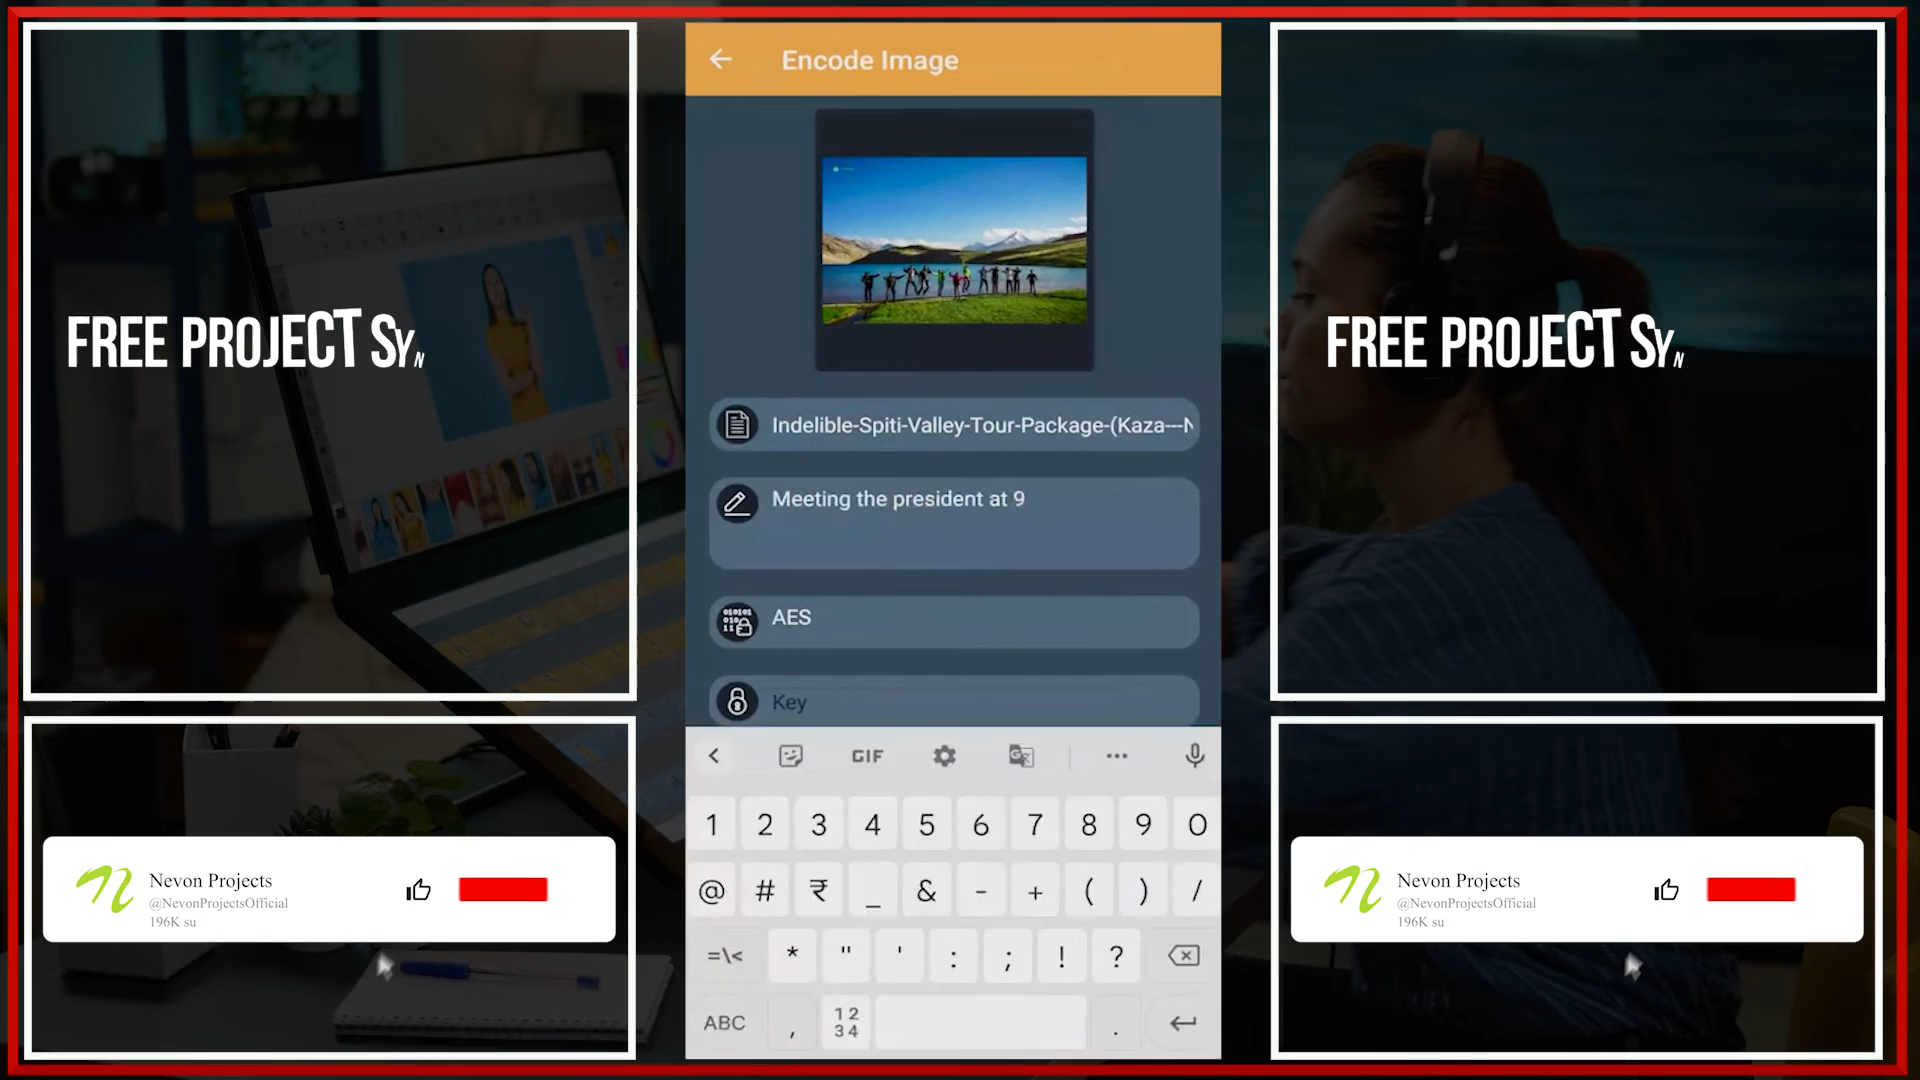 Encode Image
FREE PROJECT SYN
FREE PROJECT SYN
Indelible-Spiti-Valley-Tour-Package-(Kaza---N
Meeting the president at 9
AES
Key
GIF
1 2 3 4 5 6 7 8 9 0
@ # ₹ _ & - + ( ) /
=\< * " ' : ; ! ?
ABC , 12 34 .
Nevon Projects
@NevonProjectsOfficial
196K su
Nevon Projects
@NevonProjectsOfficial
196K su